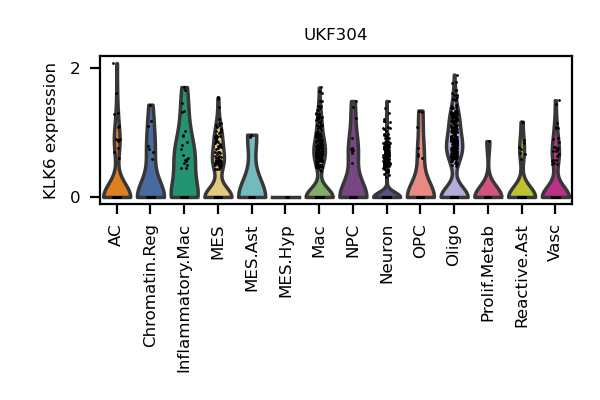 UKF304
KLK6 expression
2
0
AC
Chromatin.Reg
Inflammatory.Mac
MES
MES.Ast
MES.Hyp
Mac
NPC
Neuron
OPC
Oligo
Prolif.Metab
Reactive.Ast
Vasc